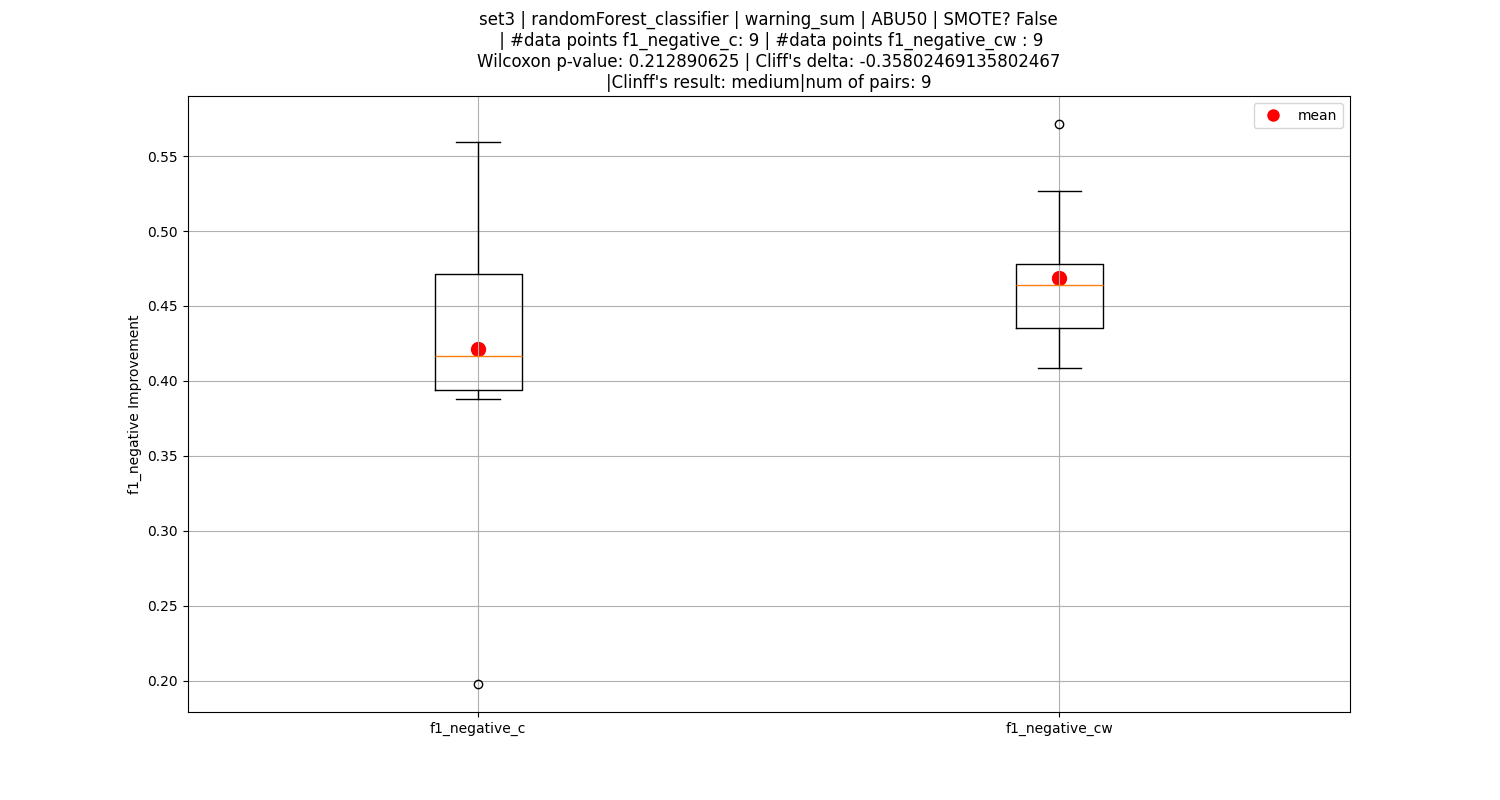 set3 | randomForest_classifier | warning_sum | ABU50 | SMOTE? False
| #data points f1_negative_c: 9 | #data points f1_negative_cw : 9
Wilcoxon p-value: 0.212890625 | Cliff's delta: -0.35802469135802467
|Clinff's result: medium|num of pairs: 9
mean
f1_negative Improvement
0.55
0.50
0.45
0.40
0.35
0.30
0.25
0.20
f1_negative_c
f1_negative_cw